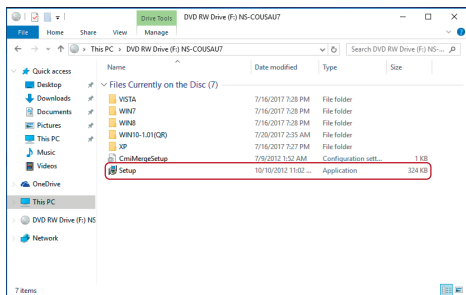 Drive Tools DVD RW Drive (F:) NS-COUSAU7
File Home Share View Manage
This PC > DVD RW Drive (F:) NS-COUSAU7
Search DVD RW Drive (F:) NS-...
Name Date modified Type Size
Quick access
Desktop
Downloads
Documents
Pictures
This PC
Music
Videos
OneDrive
This PC
DVD RW Drive (F:) NS
Network
Files Currently on the Disc (7)
VISTA 7/16/2017 7:28 PM File folder
WIN7 7/16/2017 7:28 PM File folder
WIN8 7/16/2017 7:28 PM File folder
WIN10-1.01(QR) 7/20/2017 2:35 AM File folder
XP 7/16/2017 7:27 PM File folder
CmiMergeSetup 7/9/2012 1:52 AM Configuration sett... 1 KB
Setup 10/10/2012 11:02 ... Application 324 KB
7 items